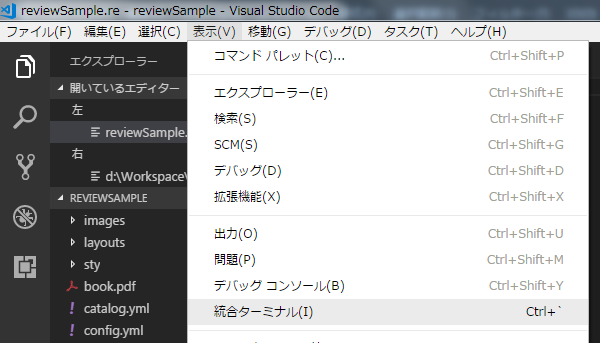 reviewSample.re - reviewSample - Visual Studio Code
ファイル(F) 編集(E) 選択(C) 表示(V) 移動(G) デバッグ(D) タスク(T) ヘルプ(H)
エクスプローラー
開いているエディター
左
reviewSample.
右
d:\Workspace\
REVIEWSAMPLE
images
layouts
sty
book.pdf
catalog.yml
config.yml
コマンド パレット(C)... Ctrl+Shift+P
エクスプローラー(E) Ctrl+Shift+E
検索(S) Ctrl+Shift+F
SCM(S) Ctrl+Shift+G
デバッグ(D) Ctrl+Shift+D
拡張機能(X) Ctrl+Shift+X
出力(O) Ctrl+Shift+U
問題(P) Ctrl+Shift+M
デバッグ コンソール(B) Ctrl+Shift+Y
統合ターミナル(I) Ctrl+`